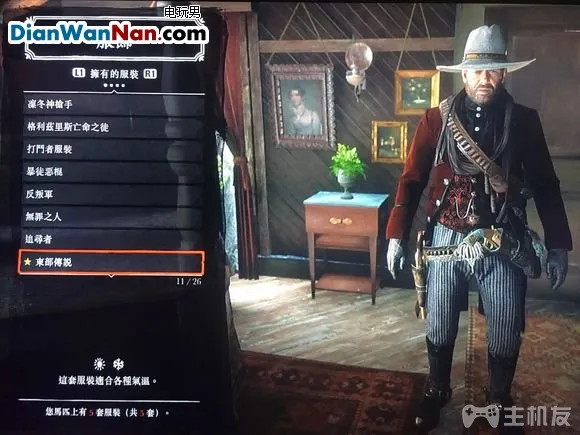 电玩男
DianWanNan.com
服飾
L1 擁有的服裝 R1
凜冬神槍手
格利茲里斯亡命之徒
打鬥者服裝
暴徒惡棍
反叛軍
無罪之人
追尋者
★ 東部傳說
11/26
這套服裝適合各種氣溫。
您馬匹上有 5 套服裝（共 5 套）。
主机友